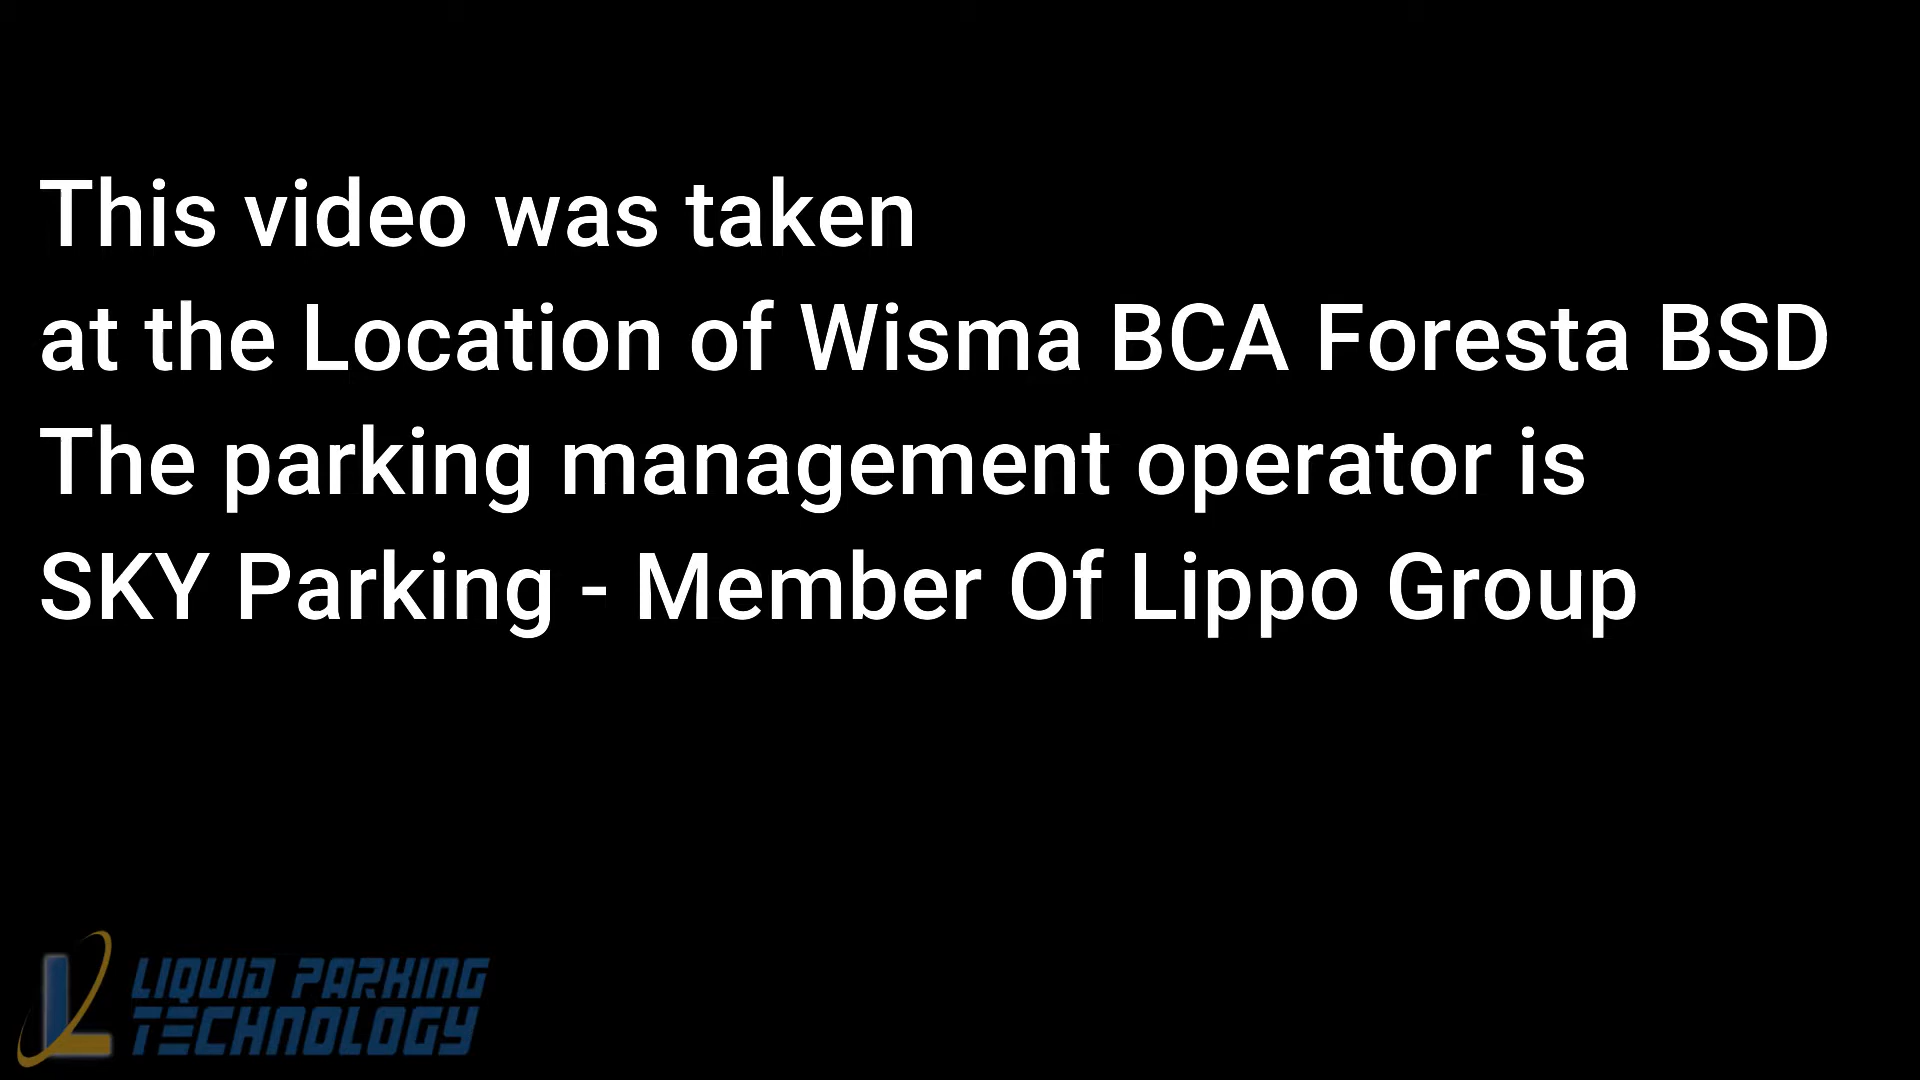 This video was taken
at the Location of Wisma BCA Foresta BSD
The parking management operator is
SKY Parking - Member Of Lippo Group
LIQUID PARKING
TECHNOLOGY